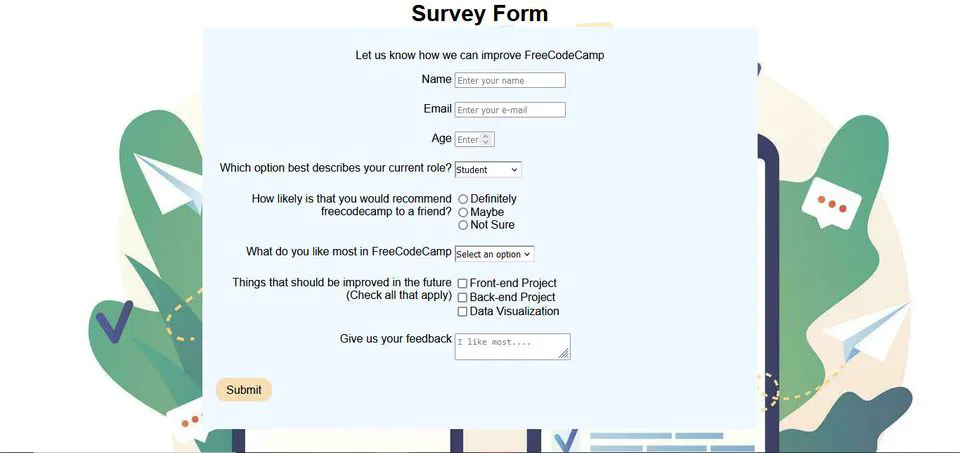 Survey Form
Let us know how we can improve FreeCodeCamp
Name Enter your name
Email Enter your e-mail
Age Enter
Which option best describes your current role? Student
How likely is that you would recommend
freecodecamp to a friend?
Definitely
Maybe
Not Sure
What do you like most in FreeCodeCamp Select an option
Things that should be improved in the future
(Check all that apply)
Front-end Project
Back-end Project
Data Visualization
Give us your feedback I like most....
Submit